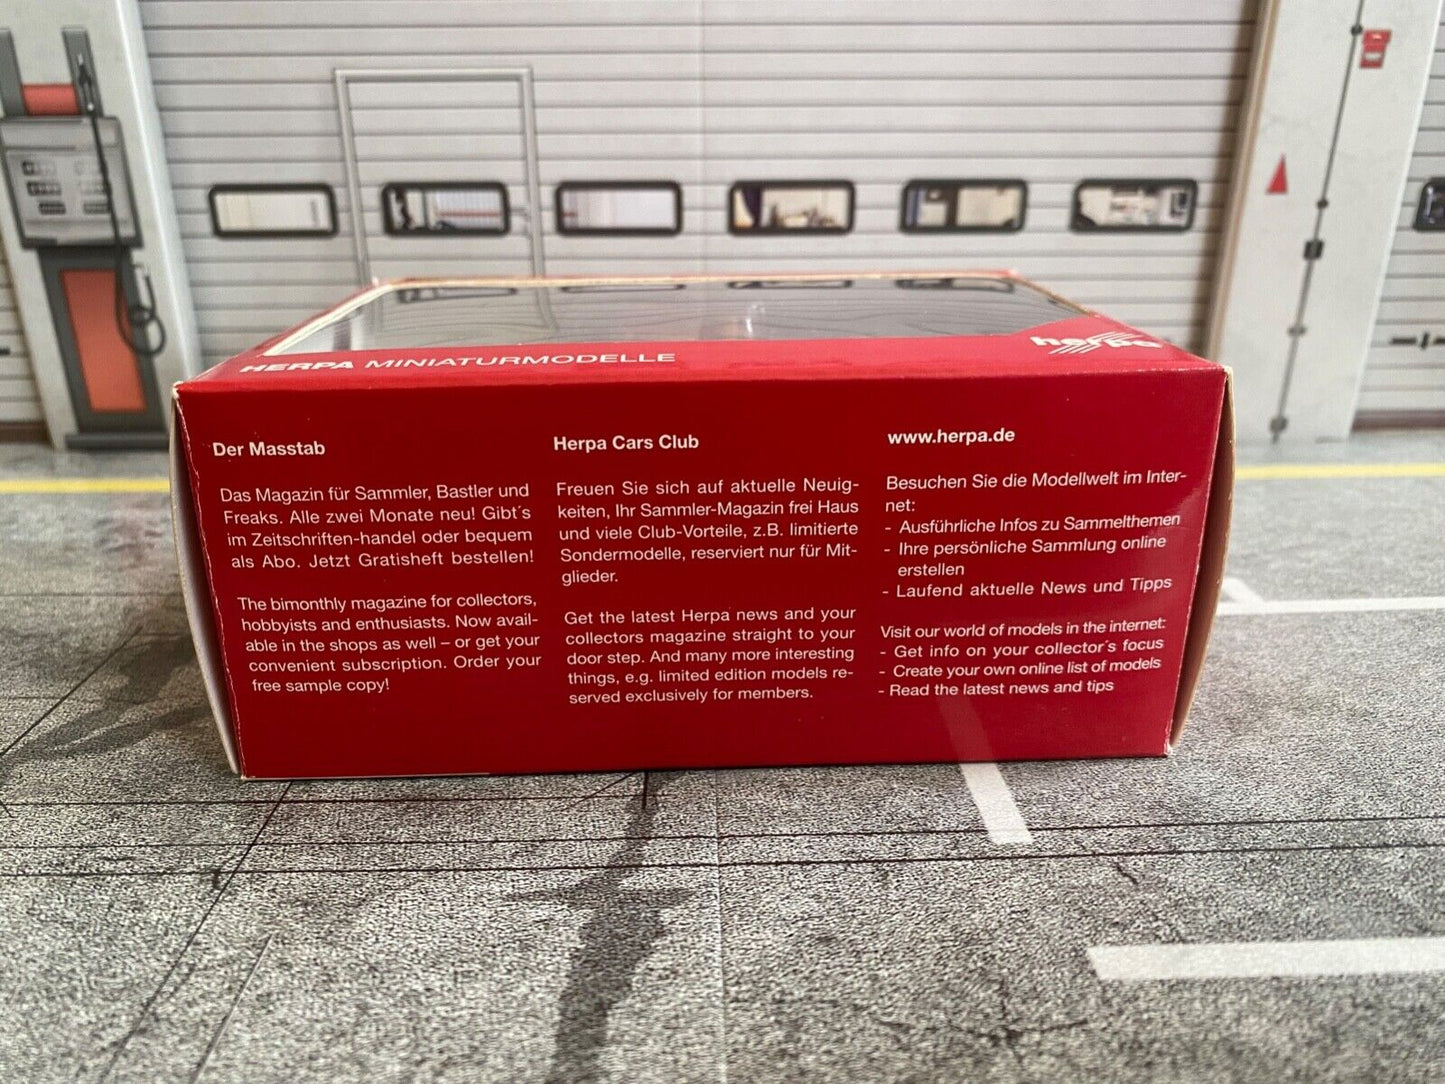 HERPA MINIATURMODELLE
herpa
Der Masstab
Das Magazin für Sammler, Bastler und
Freaks. Alle zwei Monate neu! Gibt´s
im Zeitschriften-handel oder bequem
als Abo. Jetzt Gratisheft bestellen!
The bimonthly magazine for collectors,
hobbyists and enthusiasts. Now avail-
able in the shops as well – or get your
convenient subscription. Order your
free sample copy!
Herpa Cars Club
Freuen Sie sich auf aktuelle Neuig-
keiten, Ihr Sammler-Magazin frei Haus
und viele Club-Vorteile, z.B. limitierte
Sondermodelle, reserviert nur für Mit-
glieder.
Get the latest Herpa news and your
collectors magazine straight to your
door step. And many more interesting
things, e.g. limited edition models re-
served exclusively for members.
www.herpa.de
Besuchen Sie die Modellwelt im Inter-
net:
- Ausführliche Infos zu Sammelthemen
- Ihre persönliche Sammlung online
erstellen
- Laufend aktuelle News und Tipps
Visit our world of models in the internet:
- Get info on your collector´s focus
- Create your own online list of models
- Read the latest news and tips